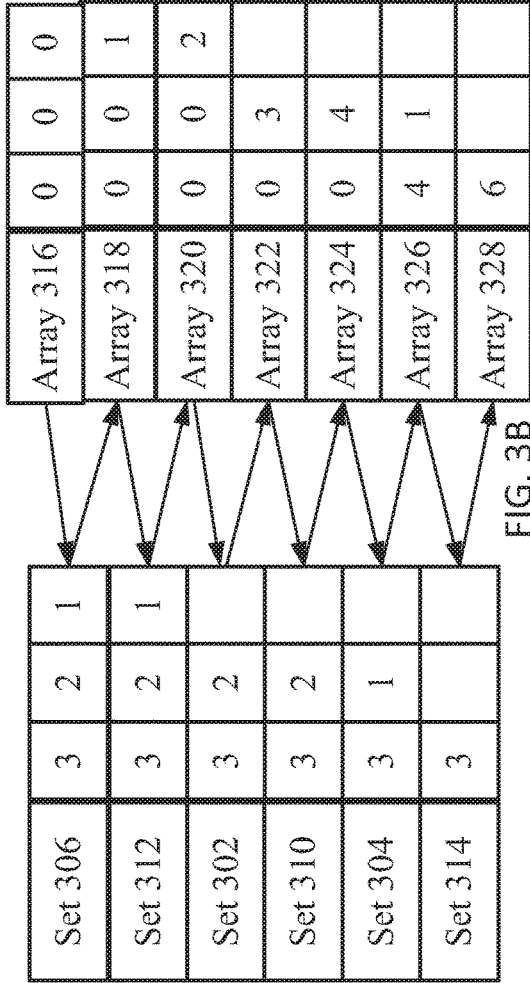 Set 306 3 2 1
Set 312 3 2 1
Set 302 3 2
Set 310 3 2
Set 304 3 1
Set 314 3
Array 316 0 0 0
Array 318 0 0 1
Array 320 0 0 2
Array 322 0 3
Array 324 0 4
Array 326 4 1
Array 328 6
FIG. 3B